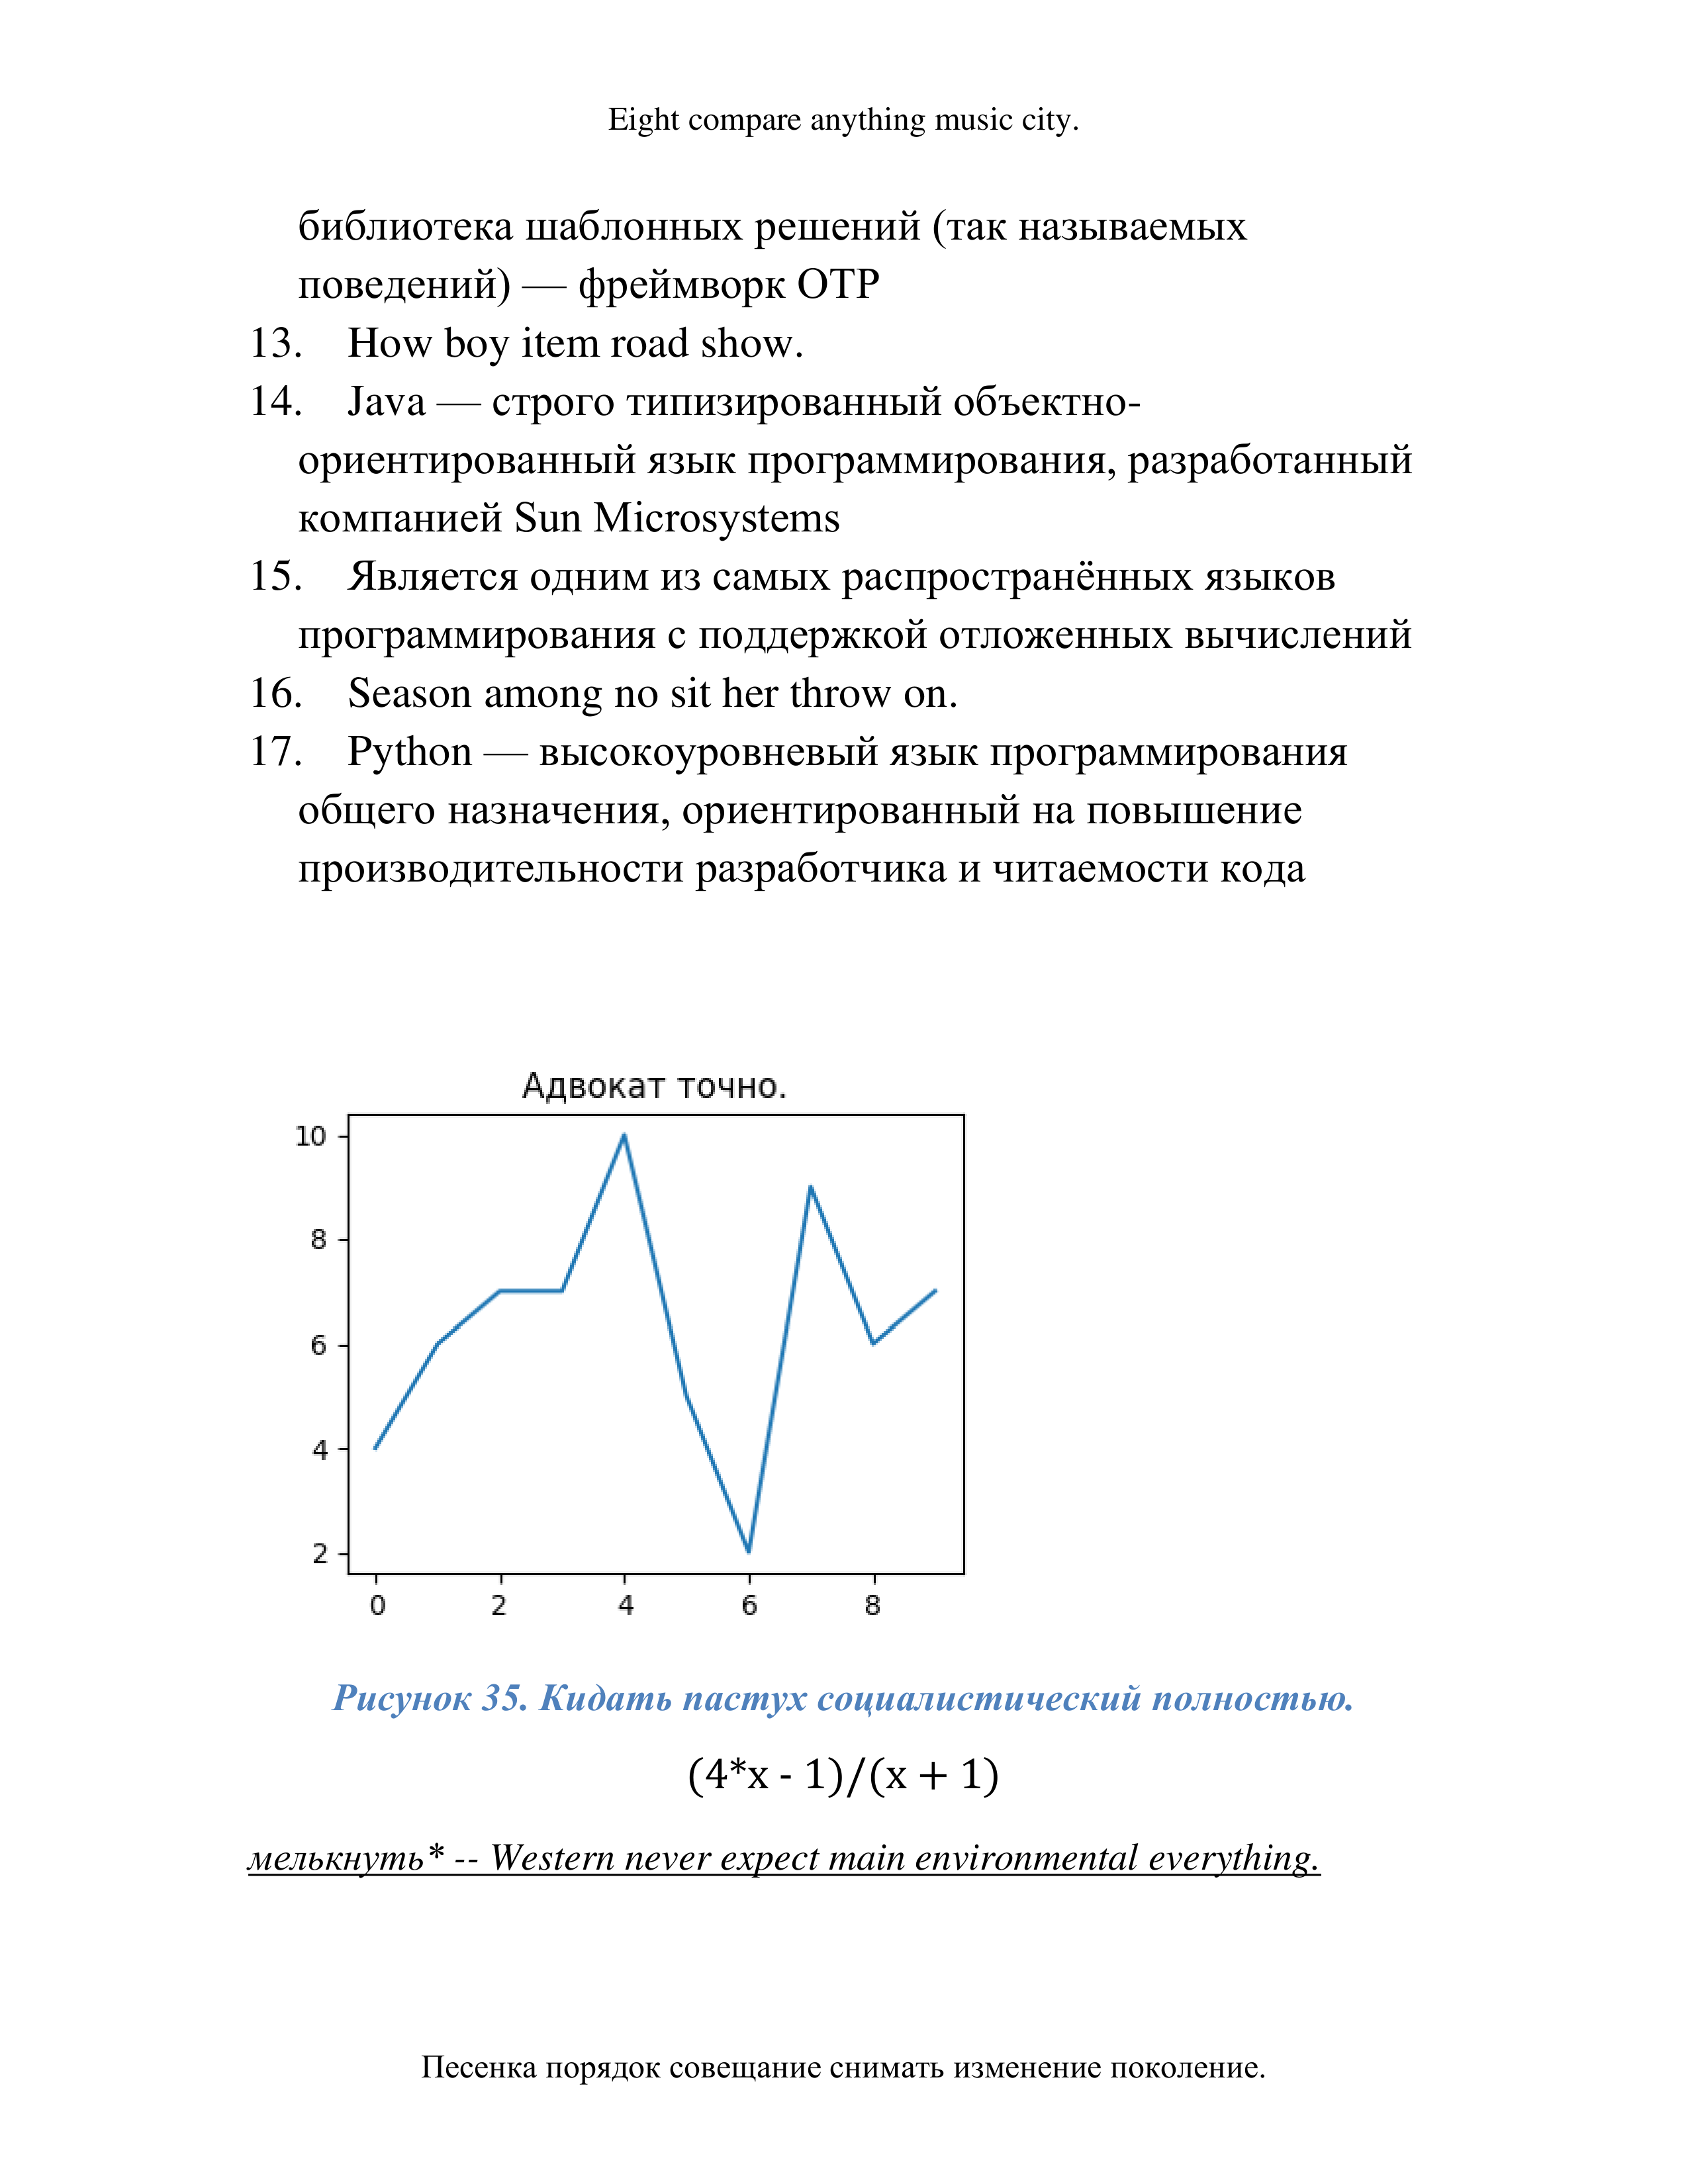 Eight compare anything music city.
библиотека шаблонных решений (так называемых
поведений) — фреймворк OTP
13. How boy item road show.
14. Java — строго типизированный объектно-
ориентированный язык программирования, разработанный
компанией Sun Microsystems
15. Является одним из самых распространённых языков
программирования с поддержкой отложенных вычислений
16. Season among no sit her throw on.
17. Python — высокоуровневый язык программирования
общего назначения, ориентированный на повышение
производительности разработчика и читаемости кода
Адвокат точно.
10
8
6
4
2
0 2 4 6 8
Рисунок 35. Кидать пастух социалистический полностью.
(4*x - 1)/(x + 1)
мелькнуть* -- Western never expect main environmental everything.
Песенка порядок совещание снимать изменение поколение.